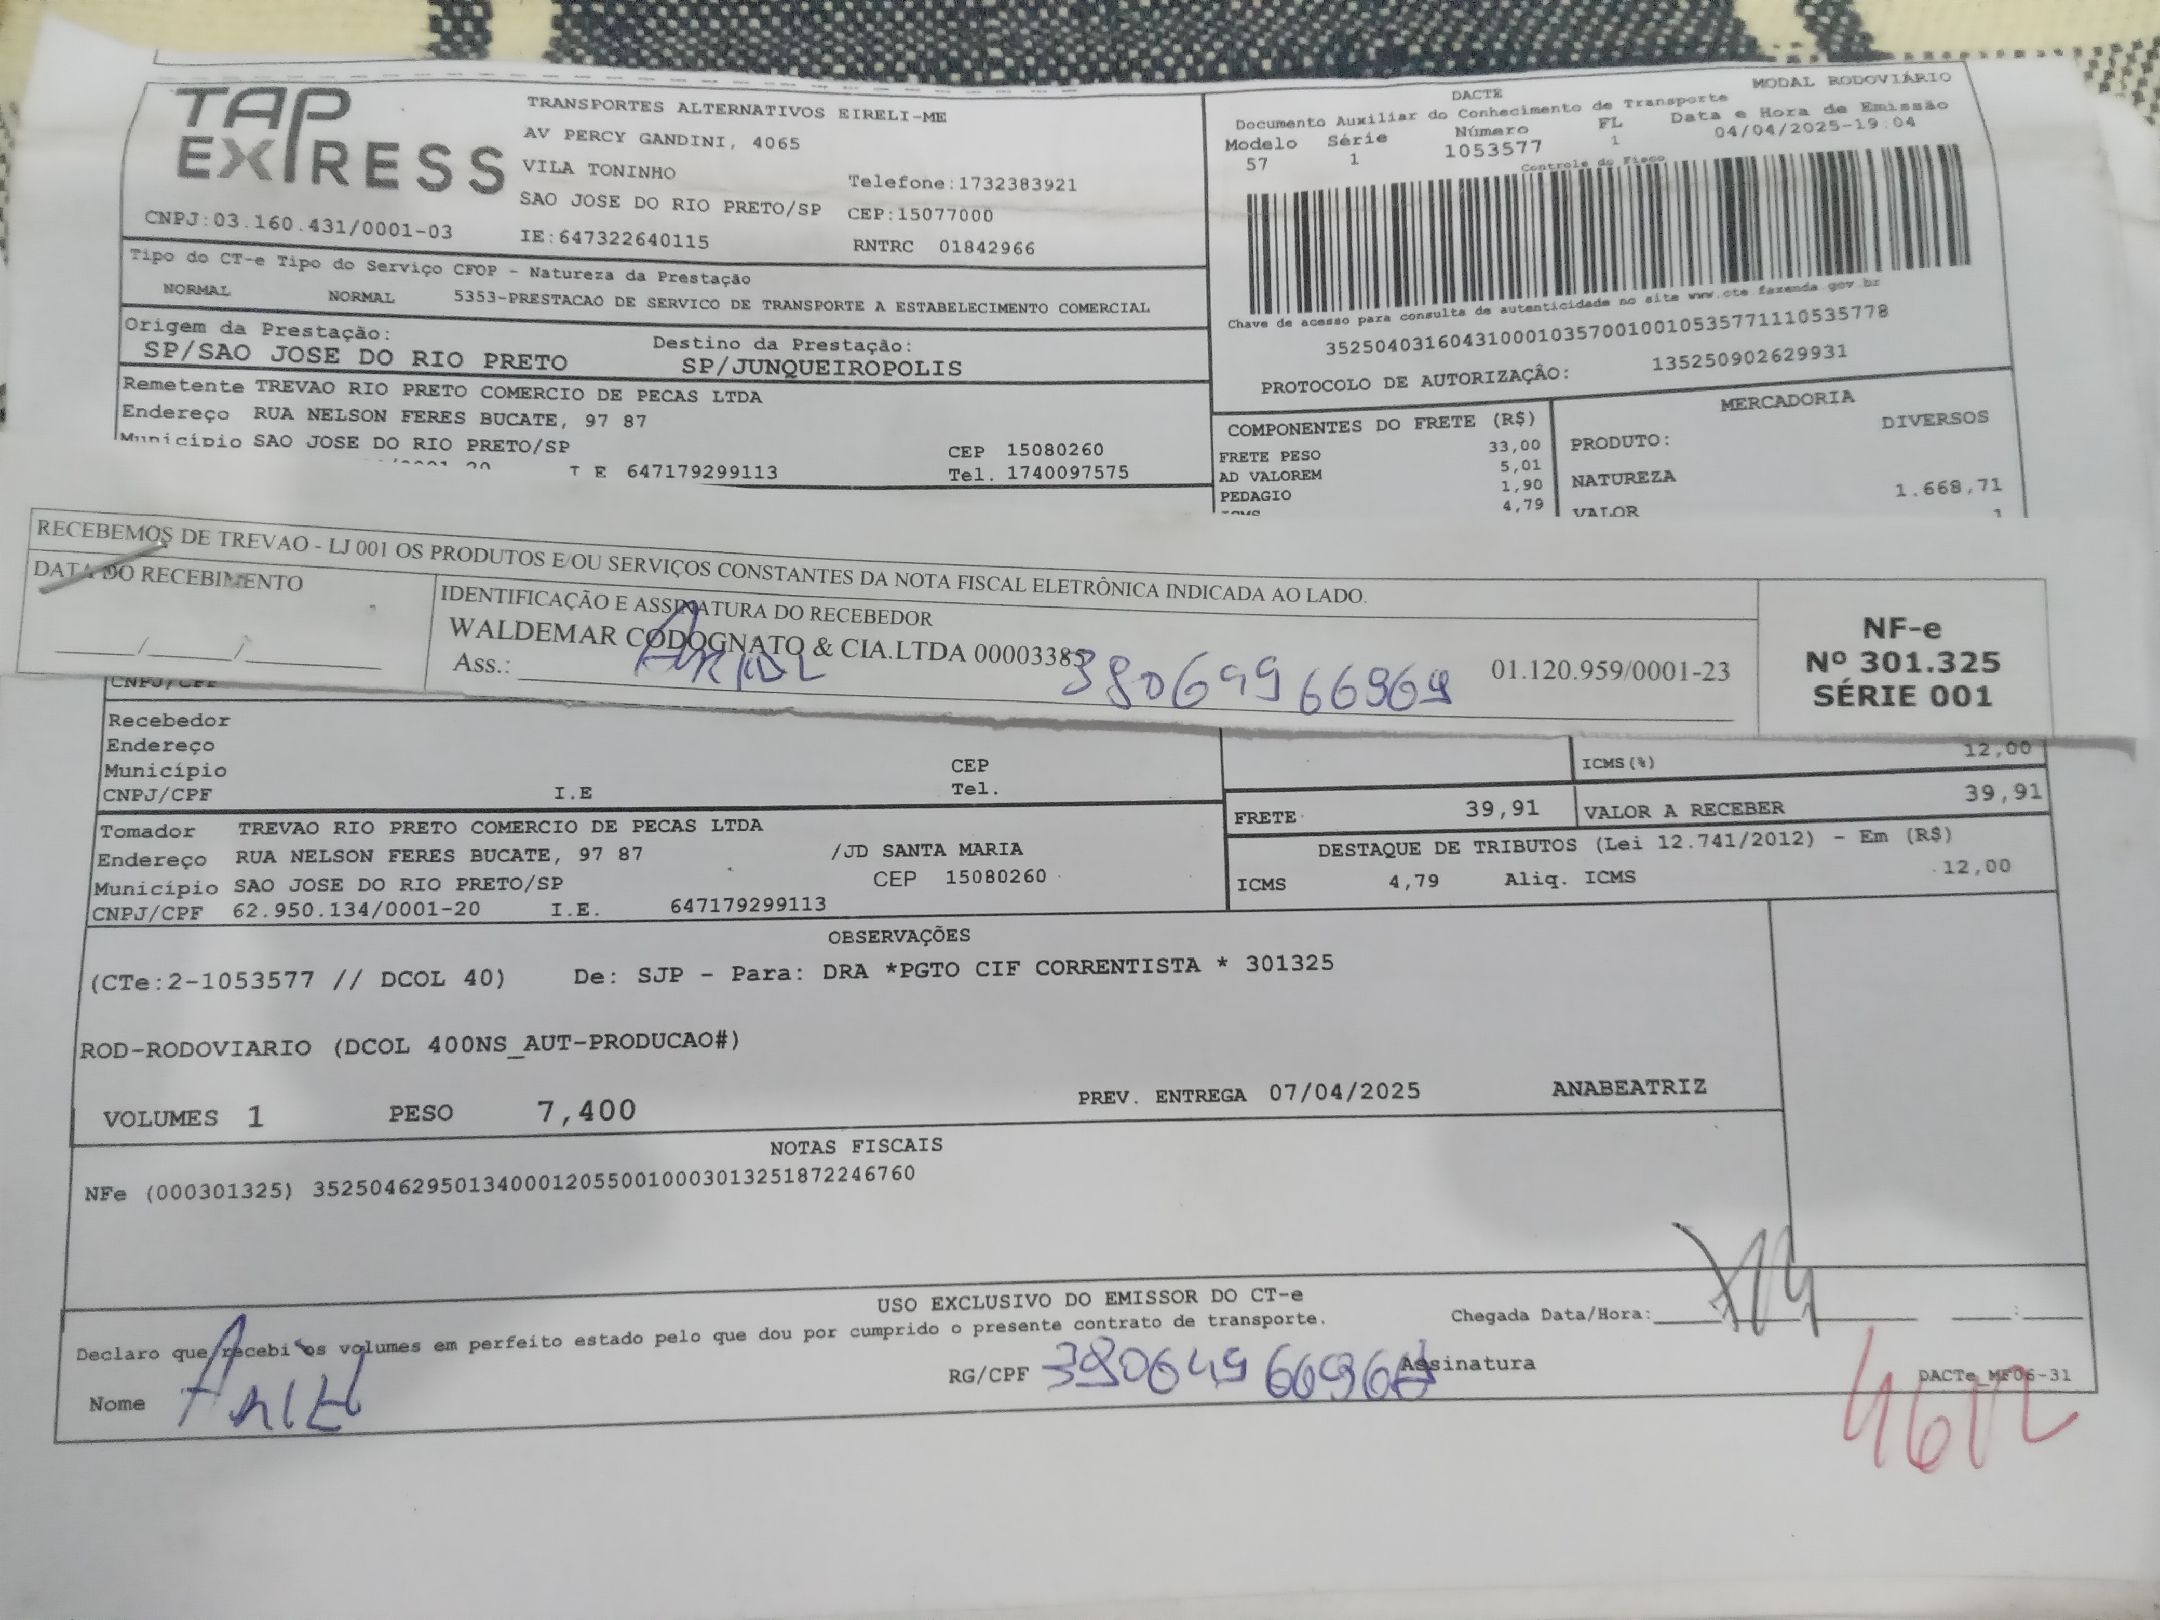 TAP EXPRESS
TRANSPORTES ALTERNATIVOS EIRELI-ME
AV PERCY GANDINI, 4065
VILA TONINHO
Telefone:1732383921
SAO JOSE DO RIO PRETO/SP CEP:15077000
CNPJ:03.160.431/0001-03 IE:647322640115 RNTRC 01842966
Tipo do CT-e Tipo do Serviço CFOP - Natureza da Prestação
NORMAL NORMAL 5353-PRESTACAO DE SERVICO DE TRANSPORTE A ESTABELECIMENTO COMERCIAL
Origem da Prestação: Destino da Prestação:
SP/SAO JOSE DO RIO PRETO SP/JUNQUEIROPOLIS
Remetente TREVAO RIO PRETO COMERCIO DE PECAS LTDA
Endereço RUA NELSON FERES BUCATE, 97 87
Município SAO JOSE DO RIO PRETO/SP CEP 15080260
I E 647179299113 Tel. 1740097575
DACTE MODAL RODOVIÁRIO
Documento Auxiliar do Conhecimento de Transporte
Modelo Série Número FL Data e Hora de Emissão
57 1 1053577 1 04/04/2025-19:04
Controle do Fisco
Chave de acesso para consulta de autenticidade no site www.cte.fazenda.gov.br
35250403160431000103570010010535771110535778
PROTOCOLO DE AUTORIZAÇÃO: 135250902629931
COMPONENTES DO FRETE (R$) MERCADORIA
FRETE PESO 33,00 PRODUTO: DIVERSOS
AD VALOREM 5,01 NATUREZA
PEDAGIO 1,90 VALOR 1.668,71
ICMS 4,79 1
RECEBEMOS DE TREVAO - LJ 001 OS PRODUTOS E/OU SERVIÇOS CONSTANTES DA NOTA FISCAL ELETRÔNICA INDICADA AO LADO.
DATA DO RECEBIMENTO IDENTIFICAÇÃO E ASSINATURA DO RECEBEDOR
WALDEMAR CODOGNATO & CIA.LTDA 00003385
Ass.: 38064966969 01.120.959/0001-23
NF-e
Nº 301.325
SÉRIE 001
CNPJ/CPF
Recebedor
Endereço
Município CEP
CNPJ/CPF I.E Tel.
ICMS(%) 12,00
FRETE 39,91 VALOR A RECEBER 39,91
Tomador TREVAO RIO PRETO COMERCIO DE PECAS LTDA
Endereço RUA NELSON FERES BUCATE, 97 87 /JD SANTA MARIA
Município SAO JOSE DO RIO PRETO/SP CEP 15080260
CNPJ/CPF 62.950.134/0001-20 I.E. 647179299113
DESTAQUE DE TRIBUTOS (Lei 12.741/2012) - Em (R$)
ICMS 4,79 Aliq. ICMS 12,00
OBSERVAÇÕES
(CTe:2-1053577 // DCOL 40) De: SJP - Para: DRA *PGTO CIF CORRENTISTA * 301325
ROD-RODOVIARIO (DCOL 400NS_AUT-PRODUCAO#)
VOLUMES 1 PESO 7,400 PREV. ENTREGA 07/04/2025 ANABEATRIZ
NOTAS FISCAIS
NFe (000301325) 35250462950134000120550010003013251872246760
USO EXCLUSIVO DO EMISSOR DO CT-e
Declaro que recebi os volumes em perfeito estado pelo que dou por cumprido o presente contrato de transporte.
Chegada Data/Hora:
Nome RG/CPF Assinatura
DACTe_MF06-31